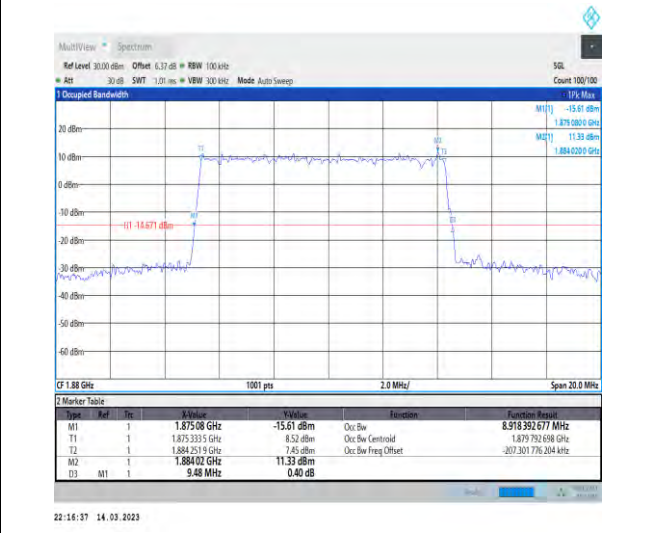 MultiView Spectrum
Ref Level 30.00 dBm Offset 6.37 dB RBW 100 kHz SGL
Att 30 dB SWT 1.01 ms VBW 300 kHz Mode Auto Sweep Count 100/100
1 Occupied Bandwidth 1Pk Max
M1[1] -15.61 dBm
1.875 080 0 GHz
M2[1] 11.33 dBm
1.884 020 0 GHz
20 dBm
M2
T1 T2
10 dBm
0 dBm
-10 dBm
M1 D3
H1 -14.671 dBm
-20 dBm
-30 dBm
-40 dBm
-50 dBm
-60 dBm
CF 1.88 GHz 1001 pts 2.0 MHz/ Span 20.0 MHz
2 Marker Table
Type Ref Trc X-Value Y-Value Function Function Result
M1 1 1.87508 GHz -15.61 dBm Occ Bw 8.918 392 677 MHz
T1 1 1.875 333 5 GHz 8.52 dBm Occ Bw Centroid 1.879 792 698 GHz
T2 1 1.884 251 9 GHz 7.45 dBm Occ Bw Freq Offset -207.301 776 204 kHz
M2 1 1.88402 GHz 11.33 dBm
D3 M1 1 9.48 MHz 0.40 dB
22:16:37 14.03.2023